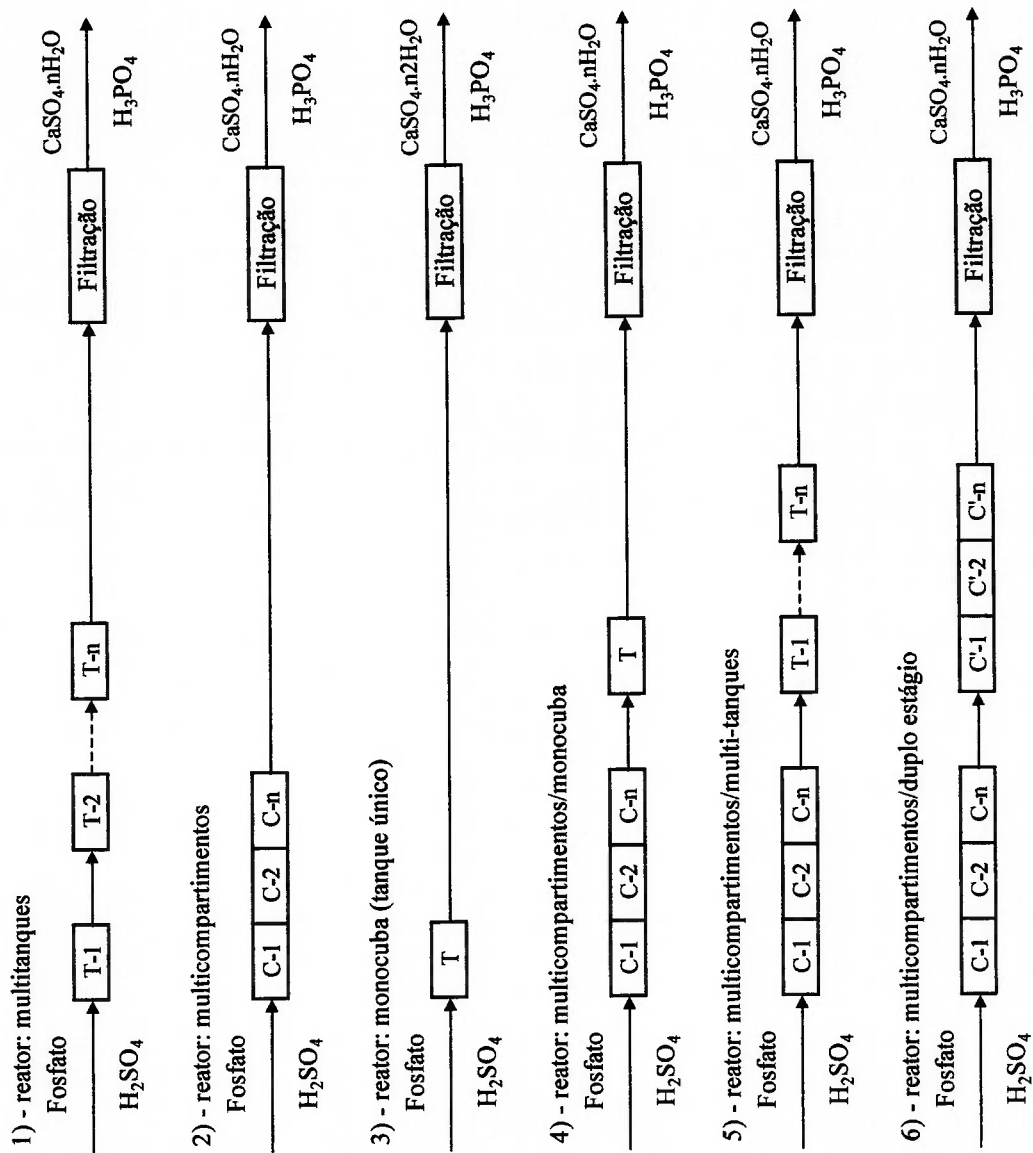 1) - reator: multitanques
Fosfato
H₂SO₄
T-1
T-2
T-n
Filtração
CaSO₄.nH₂O
H₃PO₄
2) - reator: multicompartimentos
Fosfato
H₂SO₄
C-1 C-2 C-n
Filtração
CaSO₄.nH₂O
H₃PO₄
3) - reator: monocuba (tanque único)
Fosfato
H₂SO₄
T
Filtração
CaSO₄.n2H₂O
H₃PO₄
4) - reator: multicompartimentos/monocuba
Fosfato
H₂SO₄
C-1 C-2 C-n
T
Filtração
CaSO₄.nH₂O
H₃PO₄
5) - reator: multicompartimentos/multi-tanques
Fosfato
H₂SO₄
C-1 C-2 C-n
T-1
T-n
Filtração
CaSO₄.nH₂O
H₃PO₄
6) - reator: multicompartimentos/duplo estágio
Fosfato
H₂SO₄
C-1 C-2 C-n
C'-1 C'-2 C'-n
Filtração
CaSO₄.nH₂O
H₃PO₄